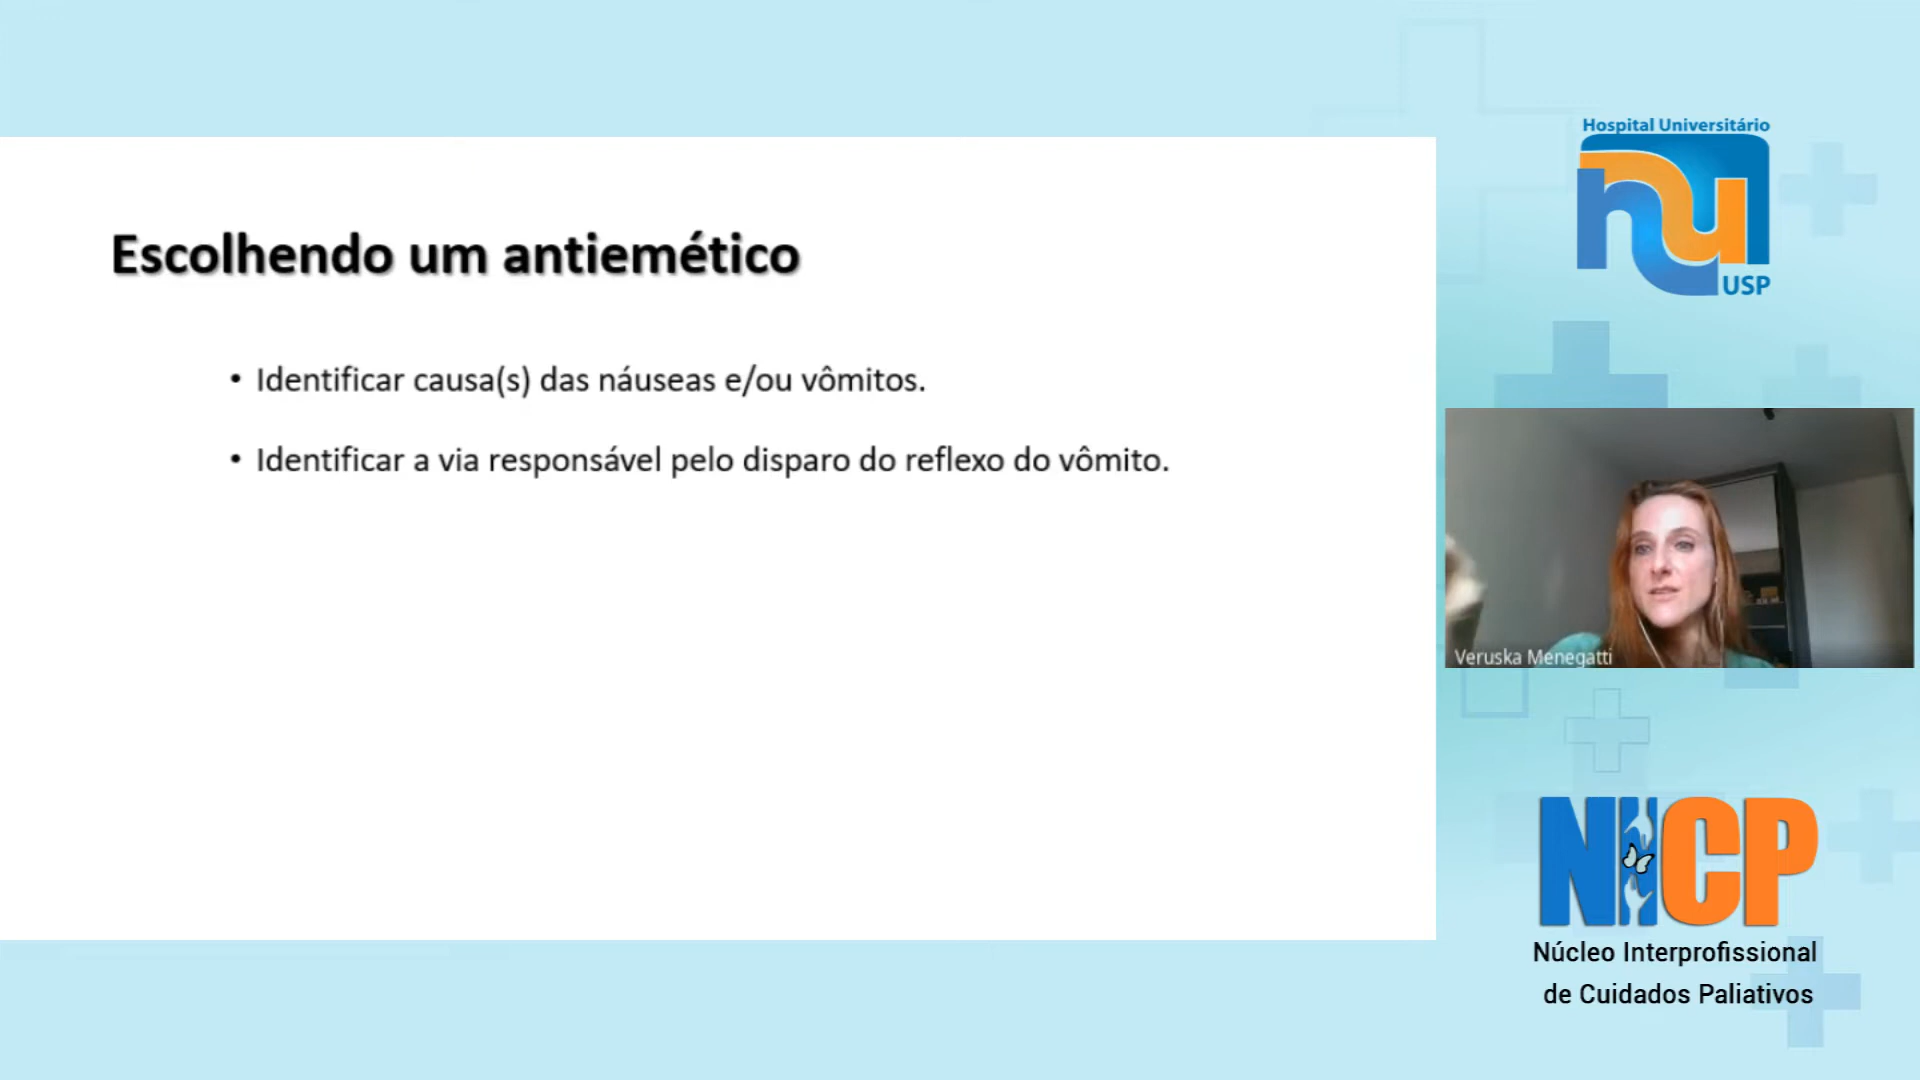 Escolhendo um antiemético
• Identificar causa(s) das náuseas e/ou vômitos.
• Identificar a via responsável pelo disparo do reflexo do vômito.
Hospital Universitário
hu
USP
Veruska Menegatti
NICP
Núcleo Interprofissional
de Cuidados Paliativos